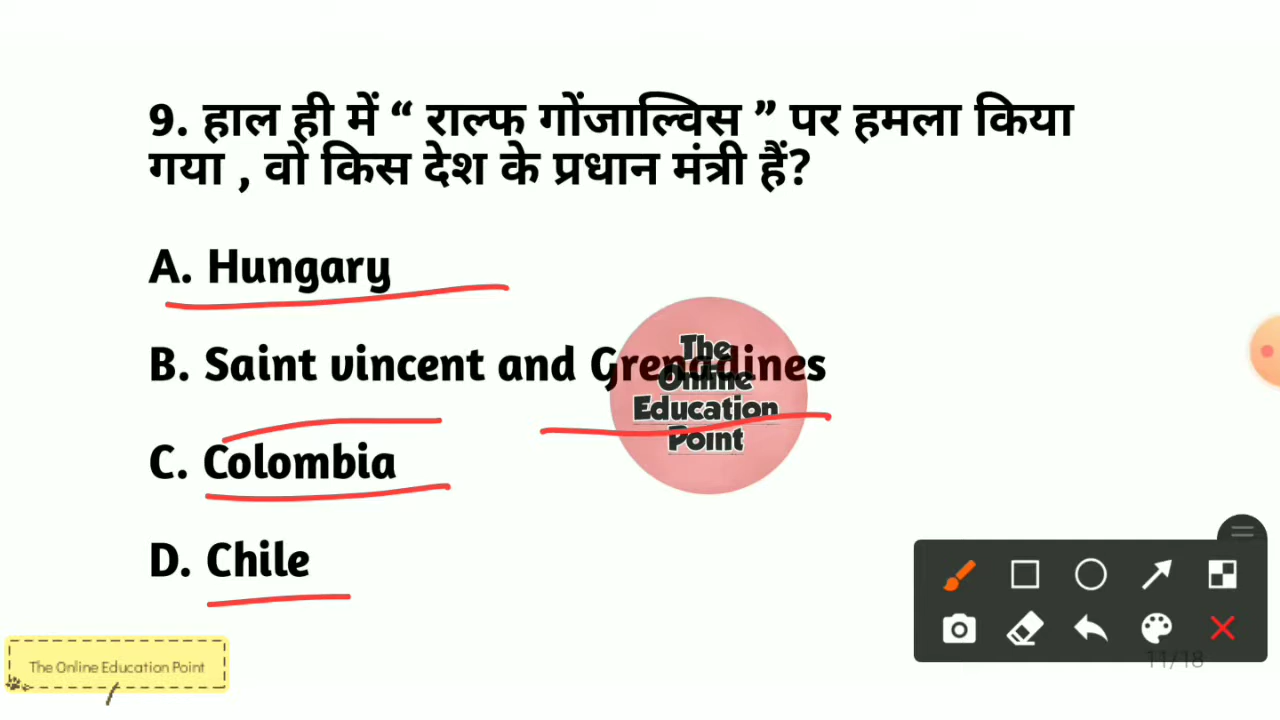 9. हाल ही में “ राल्फ गोंजाल्विस ” पर हमला किया
गया , वो किस देश के प्रधान मंत्री हैं?
A. Hungary
B. Saint vincent and Grenadines
C. Colombia
D. Chile
The
Online
Education
Point
The Online Education Point
11/18